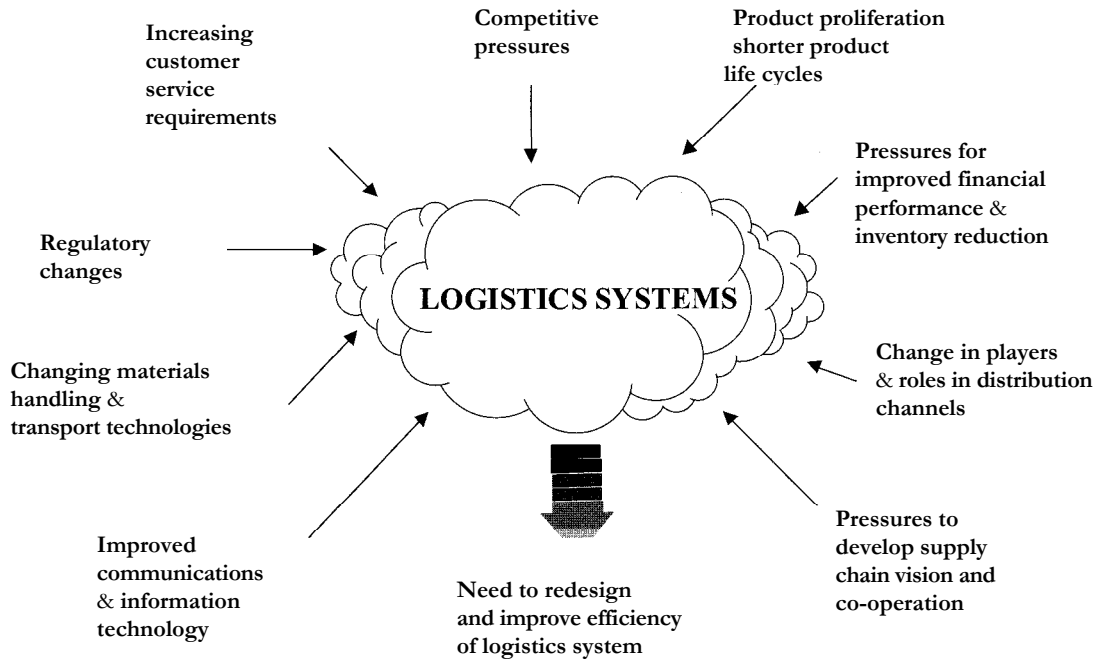 Increasing
customer
service
requirements
Competitive
pressures
Product proliferation
shorter product
life cycles
Pressures for
improved financial
performance &
inventory reduction
Regulatory
changes
LOGISTICS SYSTEMS
Changing materials
handling &
transport technologies
Change in players
& roles in distribution
channels
Improved
communications
& information
technology
Need to redesign
and improve efficiency
of logistics system
Pressures to
develop supply
chain vision and
co-operation